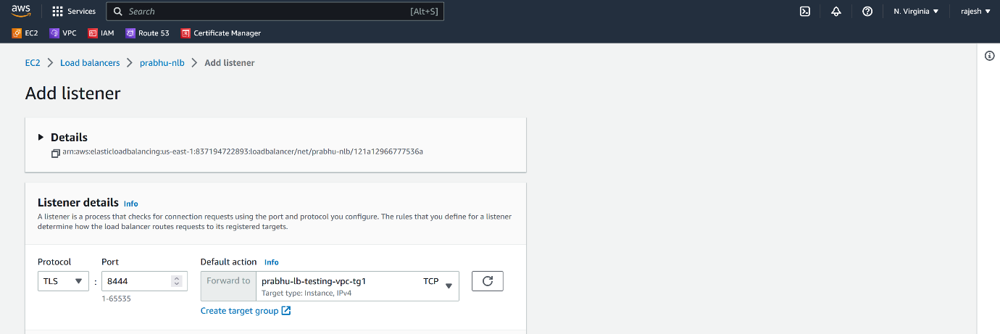 aws Services Search [Alt+S] N. Virginia rajesh
EC2 VPC IAM Route 53 Certificate Manager
EC2 Load balancers prabhu-nlb Add listener
Add listener
Details
arn:aws:elasticloadbalancing:us-east-1:837194722893:loadbalancer/net/prabhu-nlb/121a12966777536a
Listener details Info
A listener is a process that checks for connection requests using the port and protocol you configure. The rules that you define for a listener
determine how the load balancer routes requests to its registered targets.
Protocol Port Default action Info
TLS : 8444 Forward to prabhu-lb-testing-vpc-tg1 TCP
Target type: Instance, IPv4
1-65535
Create target group